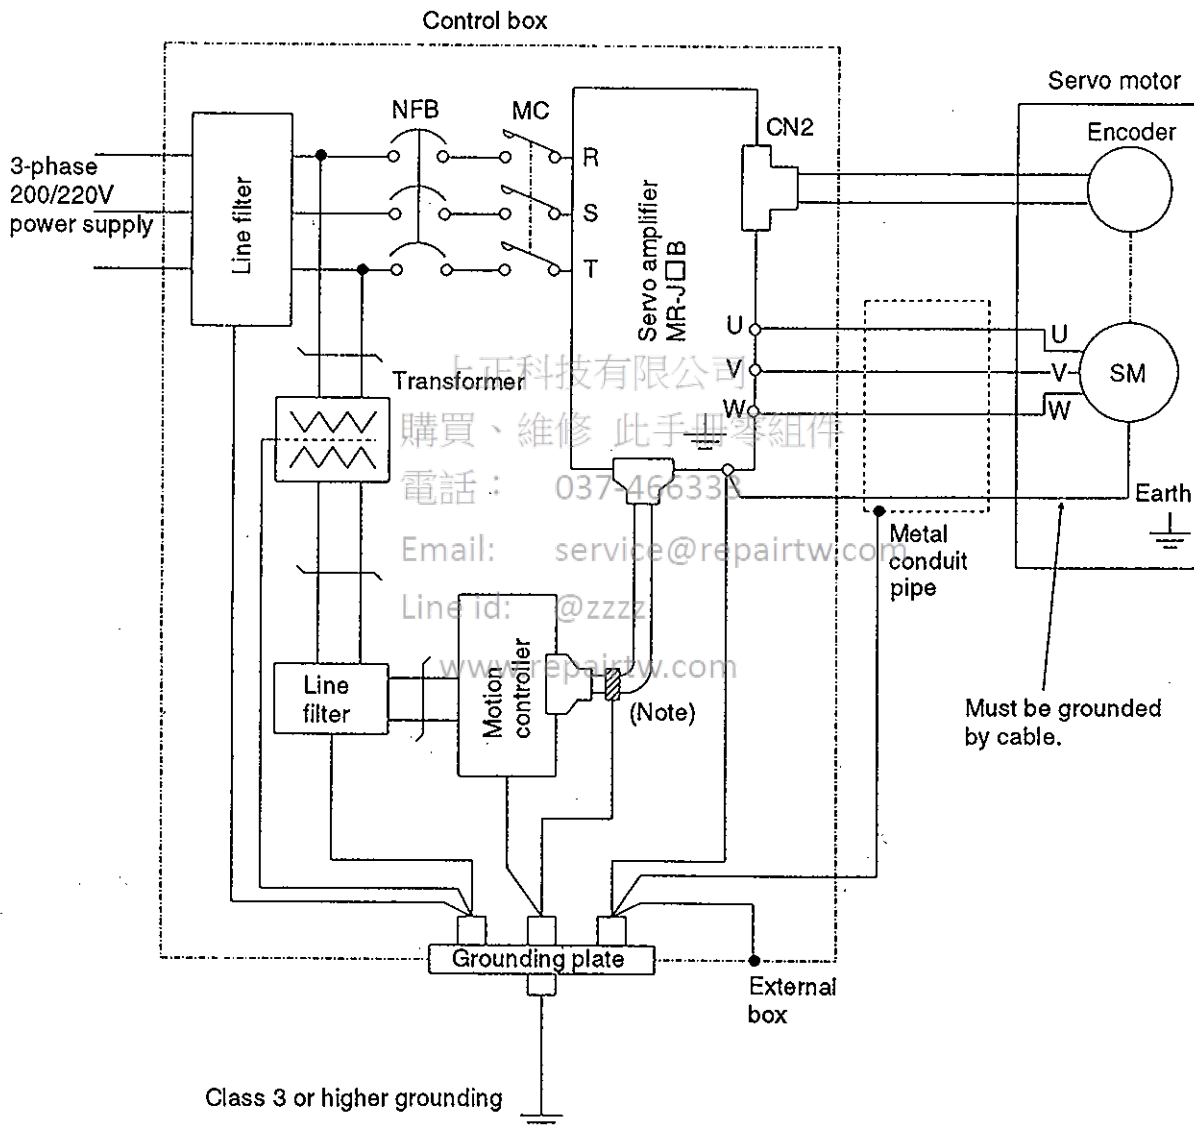 Control box
Servo motor
NFB
MC
CN2
Encoder
3-phase
200/220V
power supply
Line filter
R
S
T
Servo amplifier
MR-J□B
U
V
W
U
V
W
SM
上正科技有限公司
Transformer
購買、維修 此手冊零組件
電話： 037-466333
Earth
Email: service@repairtw.com
Metal
conduit
pipe
Line id: @zzzz
www.repairtw.com
Line
filter
Motion
controller
(Note)
Must be grounded
by cable.
Grounding plate
External
box
Class 3 or higher grounding